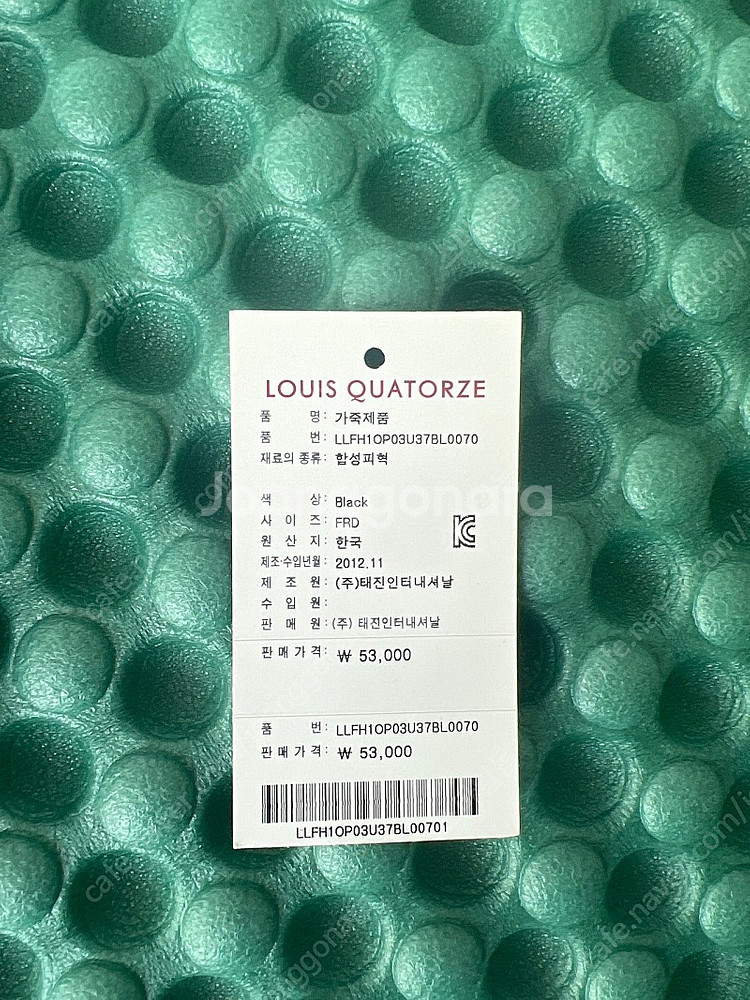 LOUIS QUATORZE
품 명: 가죽제품
품 번: LLFH1OP03U37BL0070
재료의 종류: 합성피혁
색 상: Black
사 이 즈: FRD
원 산 지: 한국
제조·수입년월: 2012.11
제 조 원: (주)태진인터내셔날
수 입 원:
판 매 원: (주) 태진인터내셔날
판 매 가 격: ₩ 53,000
품 번: LLFH1OP03U37BL0070
판 매 가 격: ₩ 53,000
LLFH1OP03U37BL00701
Joonggonara